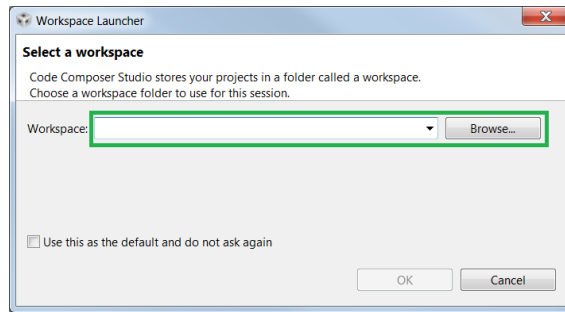 Workspace Launcher
Select a workspace
Code Composer Studio stores your projects in a folder called a workspace.
Choose a workspace folder to use for this session.
Workspace:
Browse...
Use this as the default and do not ask again
OK
Cancel